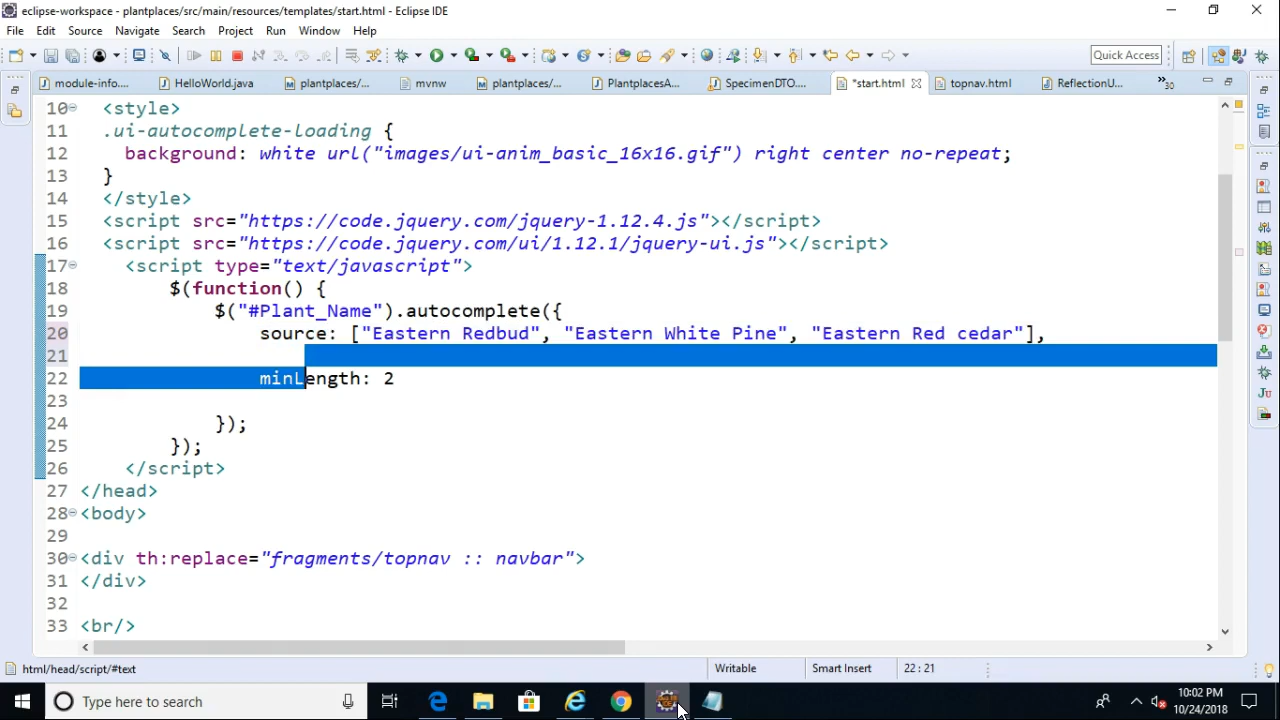 eclipse-workspace - plantplaces/src/main/resources/templates/start.html - Eclipse IDE
File Edit Source Navigate Search Project Run Window Help
Quick Access
module-info.... HelloWorld.java plantplaces/... mvnw plantplaces/... PlantplacesA... SpecimenDTO.... *start.html topnav.html ReflectionU... »30
10 <style>
11 .ui-autocomplete-loading {
12 background: white url("images/ui-anim_basic_16x16.gif") right center no-repeat;
13 }
14 </style>
15 <script src="https://code.jquery.com/jquery-1.12.4.js"></script>
16 <script src="https://code.jquery.com/ui/1.12.1/jquery-ui.js"></script>
17 <script type="text/javascript">
18 $(function() {
19 $("#Plant_Name").autocomplete({
20 source: ["Eastern Redbud", "Eastern White Pine", "Eastern Red cedar"],
21
22 minLength: 2
23
24 });
25 });
26 </script>
27 </head>
28 <body>
29
30 <div th:replace="fragments/topnav :: navbar">
31 </div>
32
33 <br/>
html/head/script/#text Writable Smart Insert 22 : 21
Type here to search
10:02 PM
10/24/2018